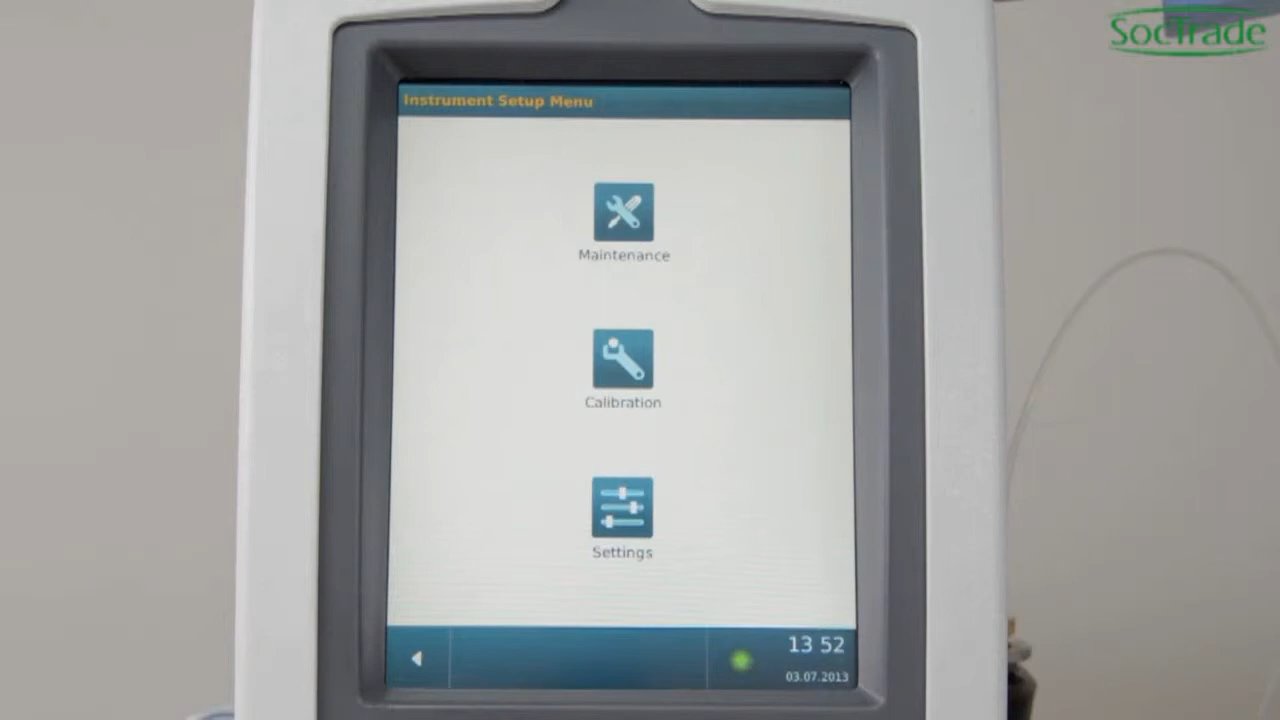 SocTrade
Instrument Setup Menu
Maintenance
Calibration
Settings
13 52
03.07.2013